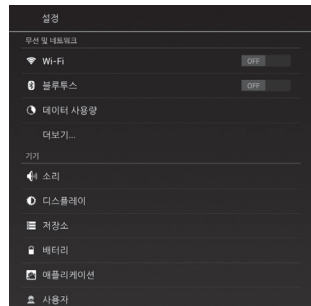 설정
무선 및 네트워크
Wi-Fi OFF
블루투스 OFF
데이터 사용량
더보기...
기기
소리
디스플레이
저장소
배터리
애플리케이션
사용자